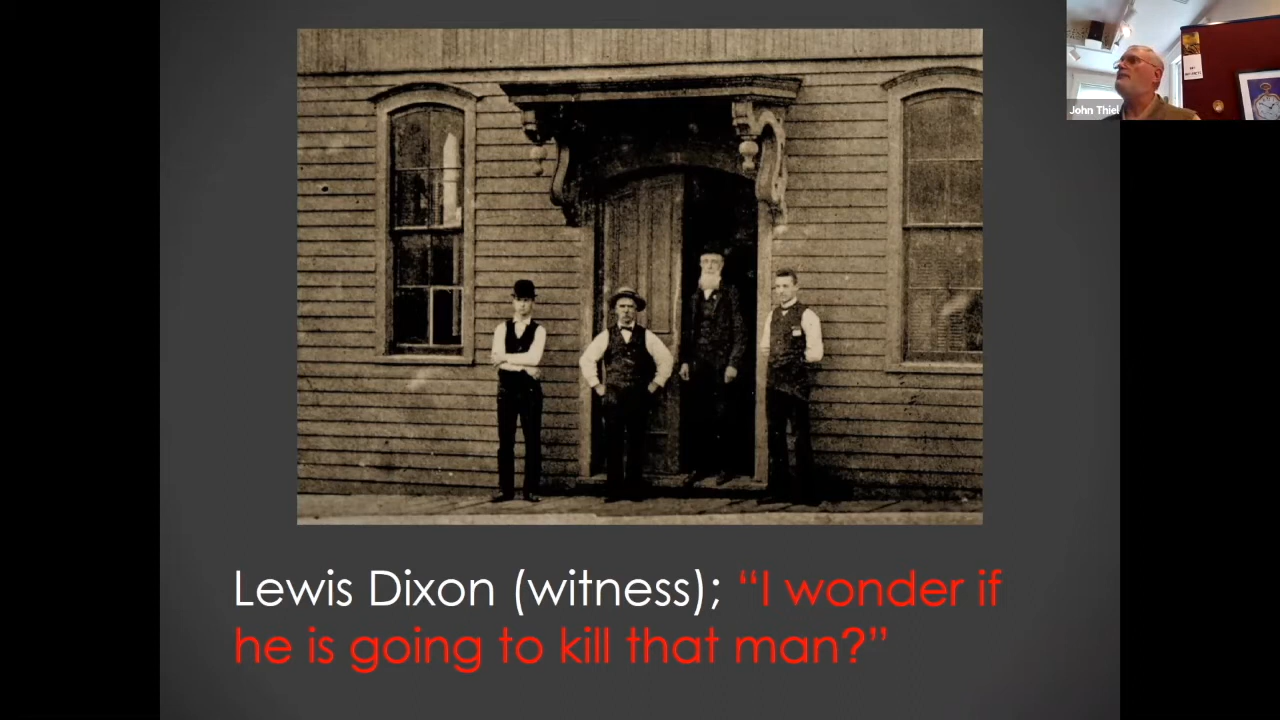 John Thiel
Lewis Dixon (witness); “I wonder if
he is going to kill that man?”